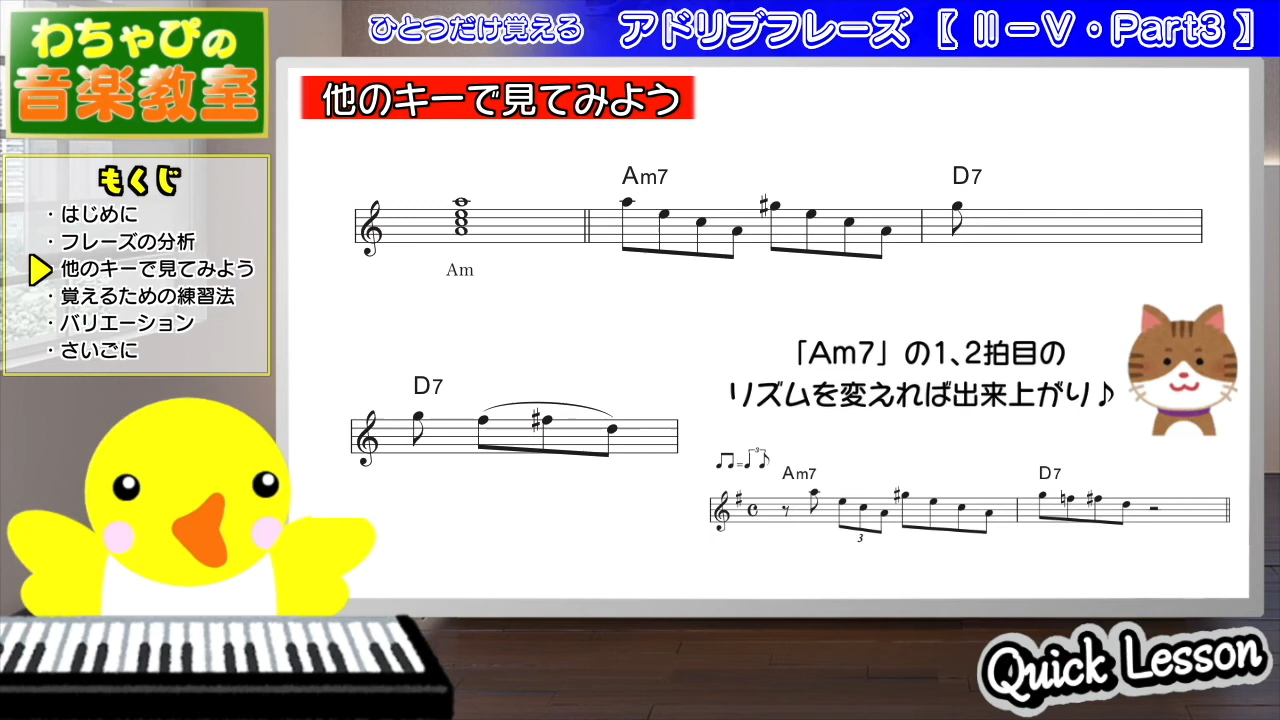 わちゃぴの
音楽教室
ひとつだけ覚える アドリブフレーズ 【 Ⅱ－Ⅴ・Part3 】
もくじ
・はじめに
・フレーズの分析
他のキーで見てみよう
・覚えるための練習法
・バリエーション
・さいごに
他のキーで見てみよう
Am7 D7
Am
D7
「Am7」の1、2拍目の
リズムを変えれば出来上がり♪
3
Am7 D7
3
Quick Lesson